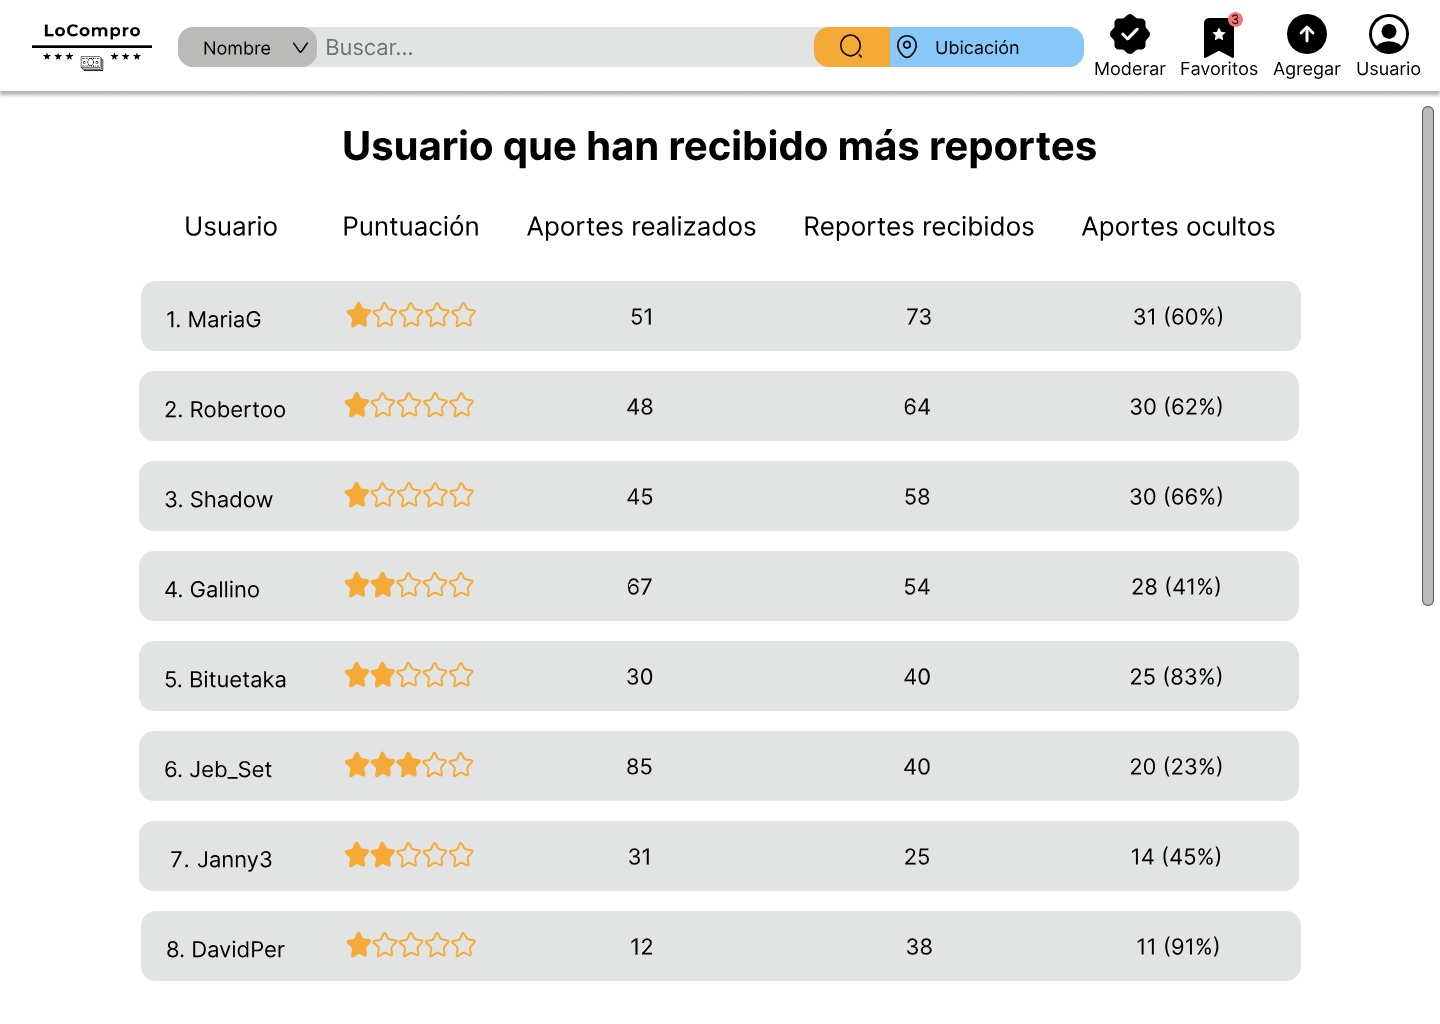 LoCompro
Nombre Buscar... Ubicación
3
Moderar Favoritos Agregar Usuario
Usuario que han recibido más reportes
Usuario Puntuación Aportes realizados Reportes recibidos Aportes ocultos
1. MariaG 51 73 31 (60%)
2. Robertoo 48 64 30 (62%)
3. Shadow 45 58 30 (66%)
4. Gallino 67 54 28 (41%)
5. Bituetaka 30 40 25 (83%)
6. Jeb_Set 85 40 20 (23%)
7. Janny3 31 25 14 (45%)
8. DavidPer 12 38 11 (91%)